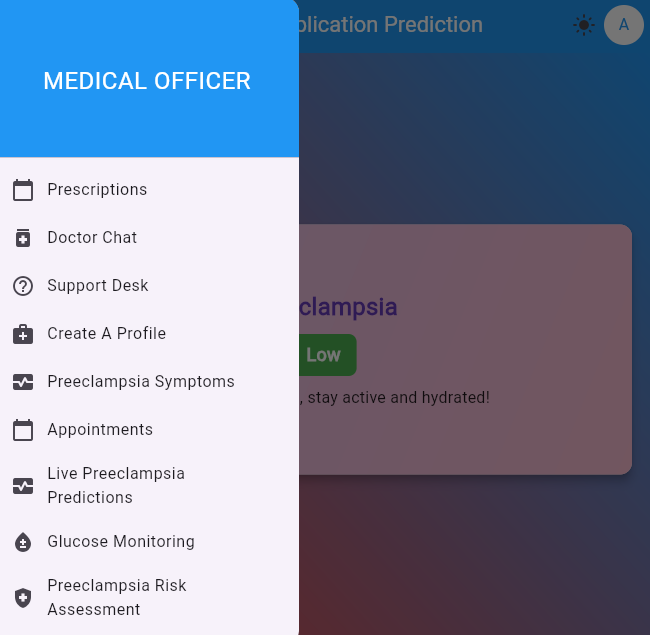 MEDICAL OFFICER
plication Prediction
A
Prescriptions
Doctor Chat
Support Desk
Create A Profile
Preeclampsia Symptoms
Appointments
Live Preeclampsia
Predictions
Glucose Monitoring
Preeclampsia Risk
Assessment
clampsia
Low
, stay active and hydrated!